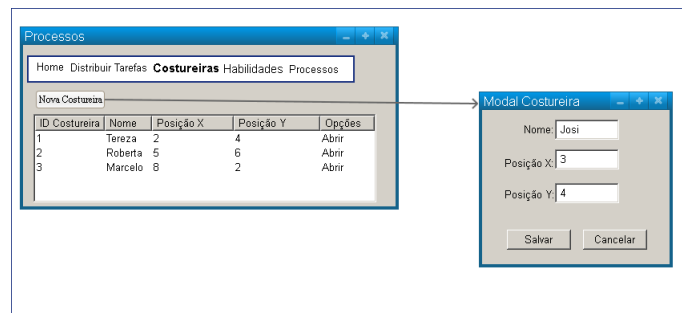 Processos
Home Distribuir Tarefas Costureiras Habilidades Processos
Nova Costureira
ID Costureira Nome Posição X Posição Y Opções
1 Tereza 2 4 Abrir
2 Roberta 5 6 Abrir
3 Marcelo 8 2 Abrir
Modal Costureira
Nome: Josi
Posição X: 3
Posição Y: 4
Salvar Cancelar